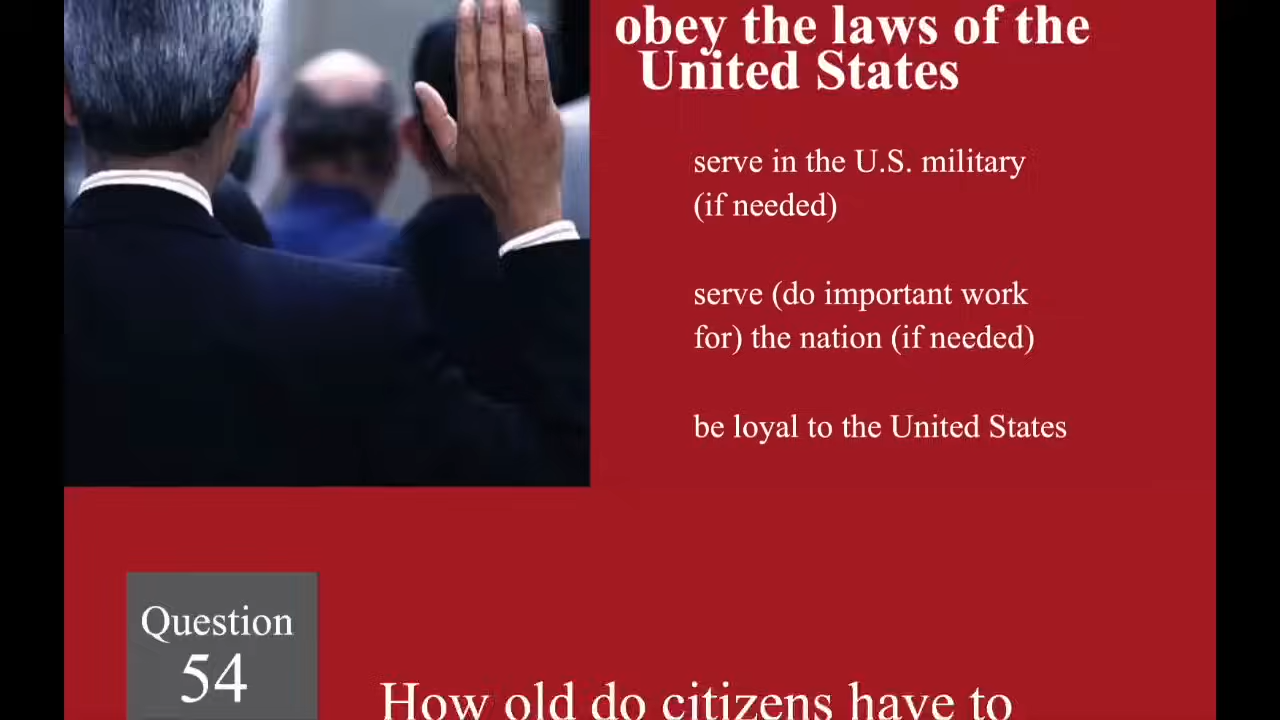 obey the laws of the
United States
serve in the U.S. military
(if needed)
serve (do important work
for) the nation (if needed)
be loyal to the United States
Question
54
How old do citizens have to